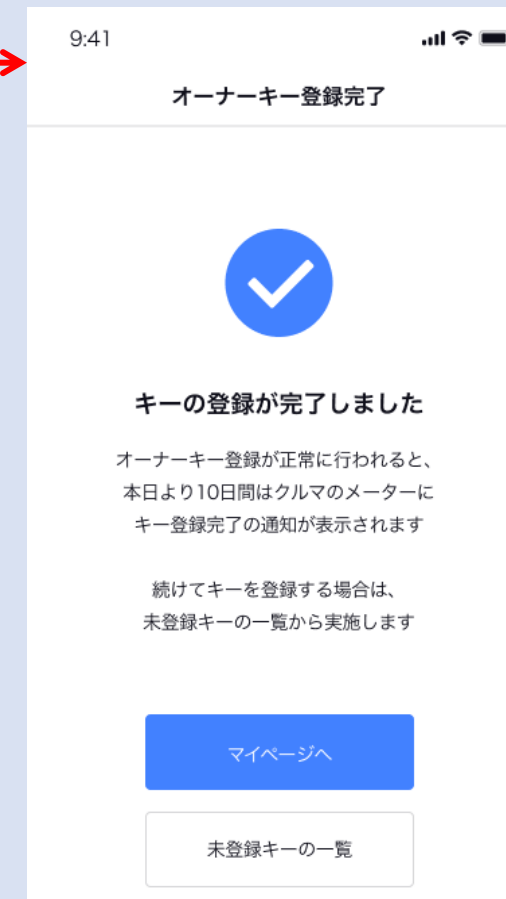 9:41
オーナーキー登録完了
キーの登録が完了しました
オーナーキー登録が正常に行われると、
本日より10日間はクルマのメーターに
キー登録完了の通知が表示されます
続けてキーを登録する場合は、
未登録キーの一覧から実施します
マイページへ
未登録キーの一覧